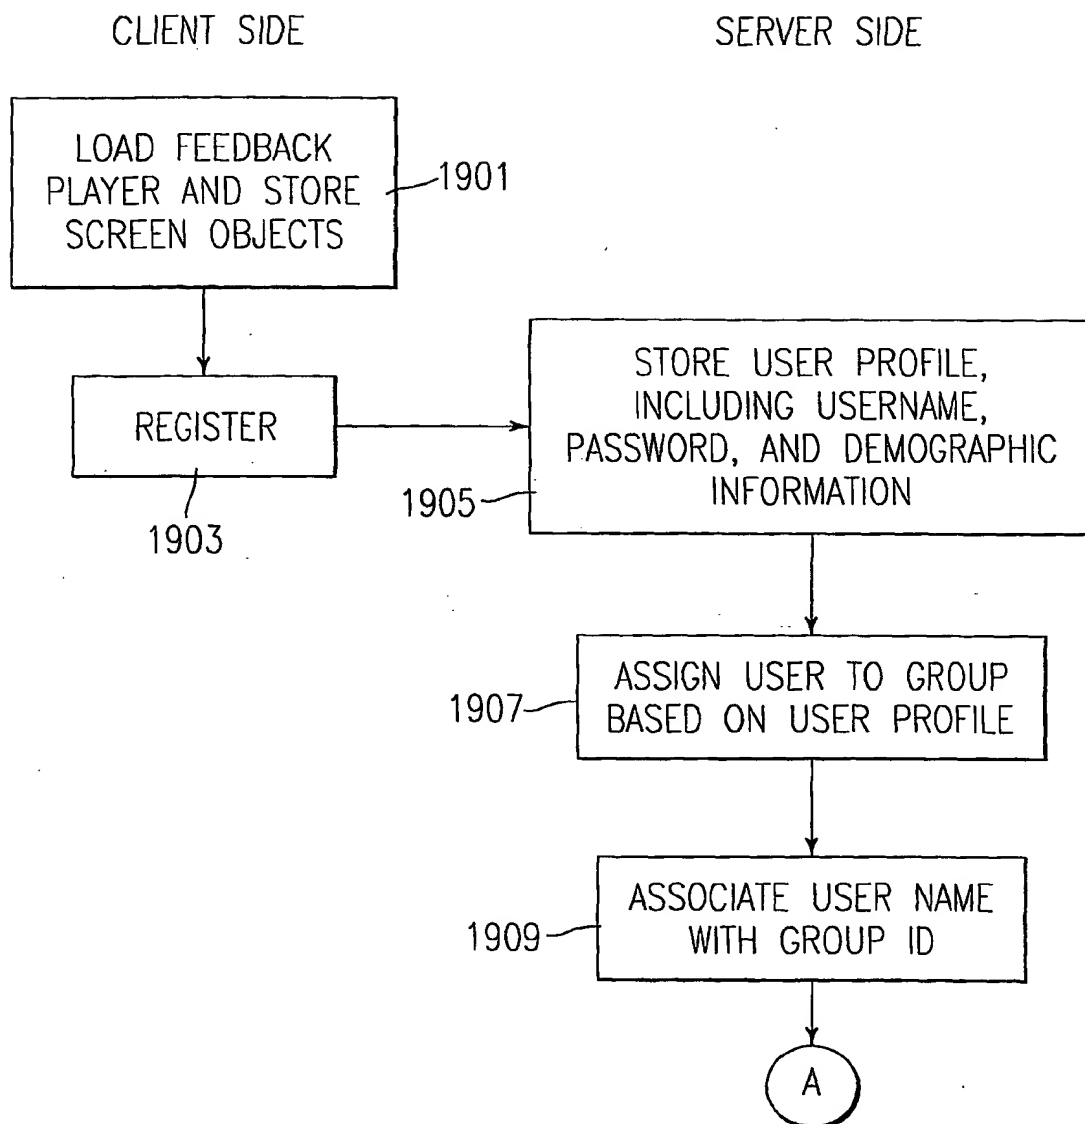 CLIENT SIDE
SERVER SIDE
LOAD FEEDBACK
PLAYER AND STORE
SCREEN OBJECTS
1901
REGISTER
1903
STORE USER PROFILE,
INCLUDING USERNAME,
PASSWORD, AND DEMOGRAPHIC
INFORMATION
1905
ASSIGN USER TO GROUP
BASED ON USER PROFILE
1907
ASSOCIATE USER NAME
WITH GROUP ID
1909
A